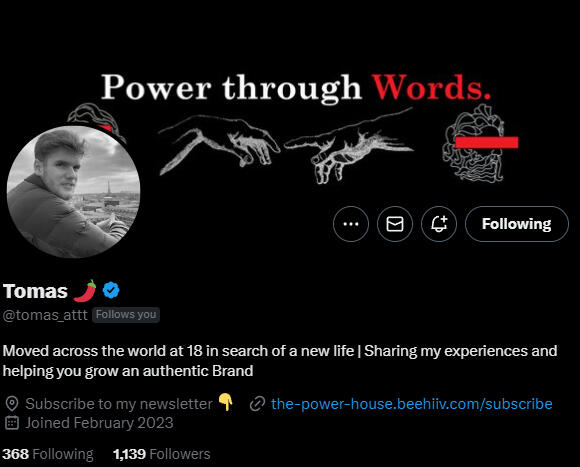 Power through Words.
Following
Tomas 🌶️
@tomas_attt Follows you
Moved across the world at 18 in search of a new life | Sharing my experiences and
helping you grow an authentic Brand
Subscribe to my newsletter 👇 the-power-house.beehiiv.com/subscribe
Joined February 2023
368 Following 1,139 Followers